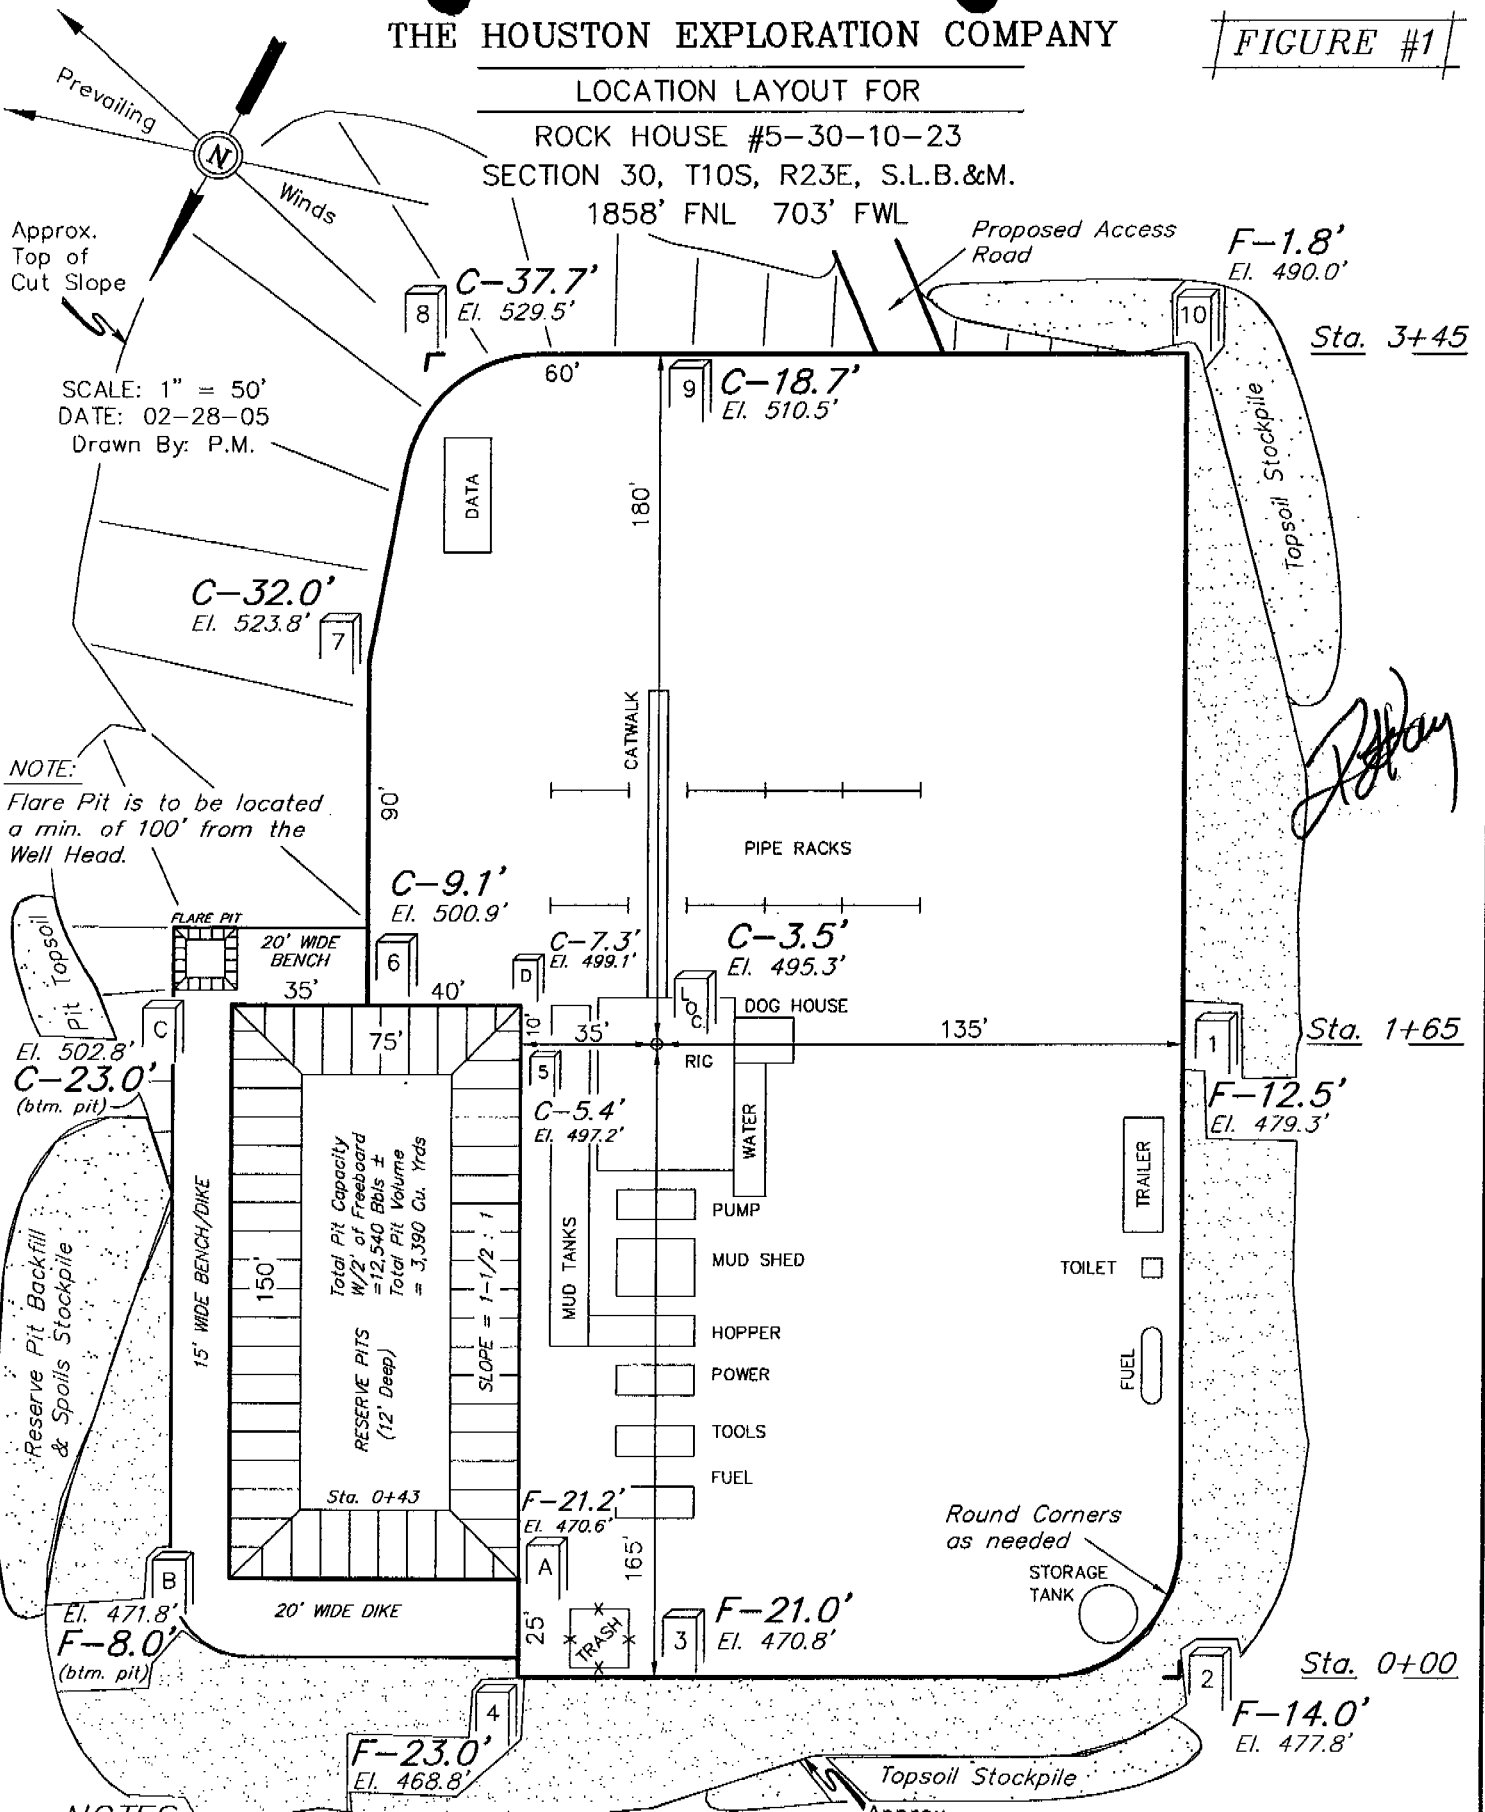 THE HOUSTON EXPLORATION COMPANY
FIGURE #1
LOCATION LAYOUT FOR
ROCK HOUSE #5-30-10-23
SECTION 30, T10S, R23E, S.L.B.&M.
1858' FNL 703' FWL
Prevailing
Winds
N
Approx.
Top of
Cut Slope
Proposed Access
Road
F-1.8'
El. 490.0'
C-37.7'
El. 529.5'
8
10
Sta. 3+45
SCALE: 1" = 50'
DATE: 02-28-05
Drawn By: P.M.
60'
9
C-18.7'
El. 510.5'
Topsoil Stockpile
DATA
180'
C-32.0'
El. 523.8'
7
CATWALK
NOTE:
Flare Pit is to be located
a min. of 100' from the
Well Head.
90'
PIPE RACKS
C-9.1'
El. 500.9'
6
FLARE PIT
20' WIDE
BENCH
Pit Topsoil
C-7.3'
El. 499.1'
D
C-3.5'
El. 495.3'
LOC.
DOG HOUSE
35'
40'
C
El. 502.8'
C-23.0'
(btm. pit)
75'
10'
35'
RIG
135'
1
Sta. 1+65
F-12.5'
El. 479.3'
5
C-5.4'
El. 497.2'
WATER
TRAILER
Total Pit Capacity
W/2' of Freeboard
=12,540 Bbls ±
Total Pit Volume
= 3,390 Cu. Yrds
RESERVE PITS
(12' Deep)
SLOPE = 1-1/2 : 1
150'
15' WIDE BENCH/DIKE
Reserve Pit Backfill
& Spoils Stockpile
MUD TANKS
PUMP
MUD SHED
TOILET
HOPPER
POWER
FUEL
TOOLS
FUEL
Sta. 0+43
F-21.2'
El. 470.6'
A
165'
Round Corners
as needed
STORAGE
TANK
B
El. 471.8'
F-8.0'
(btm. pit)
20' WIDE DIKE
25'
TRASH
3
F-21.0'
El. 470.8'
2
Sta. 0+00
F-14.0'
El. 477.8'
4
F-23.0'
El. 468.8'
Topsoil Stockpile
Approx.
NOTES